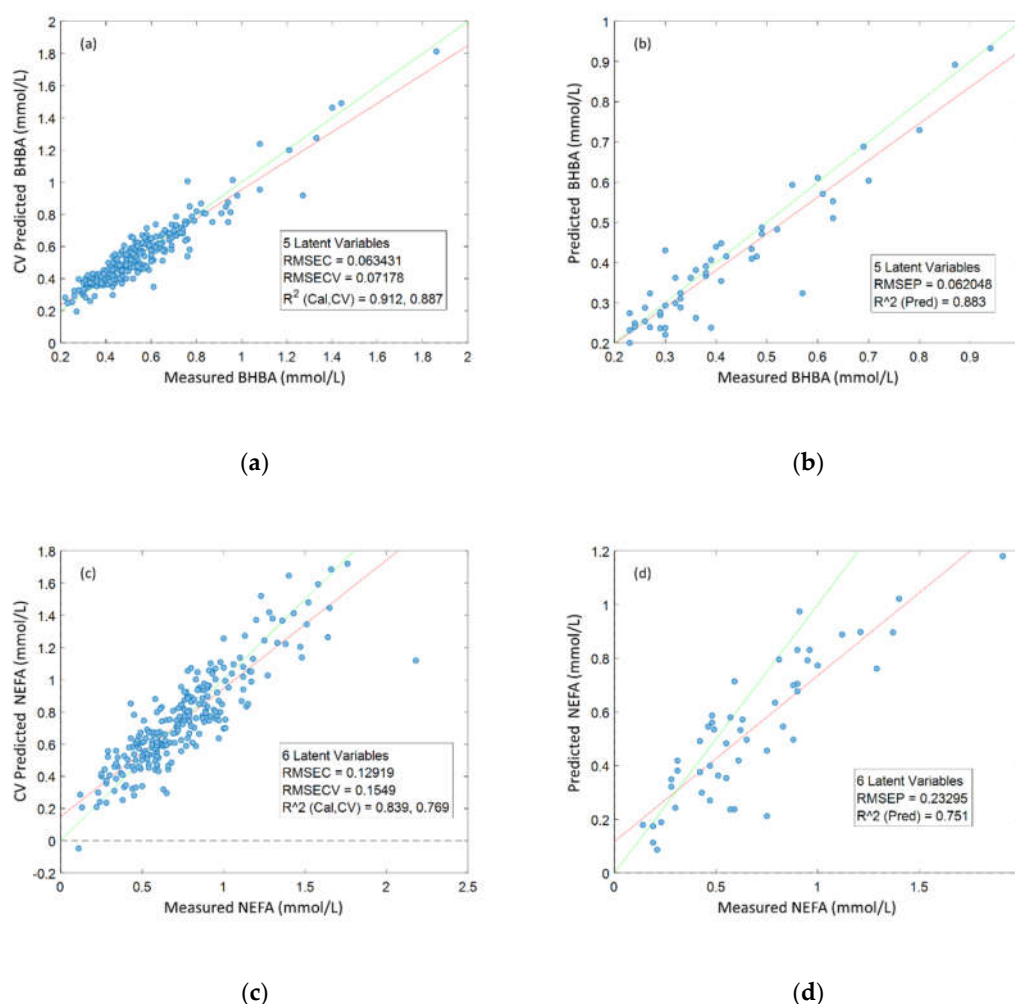 (a)
CV Predicted BHBA (mmol/L)
2
1.8
1.6
1.4
1.2
1
0.8
0.6
0.4
0.2
0
5 Latent Variables
RMSEC = 0.063431
RMSECV = 0.07178
R² (Cal,CV) = 0.912, 0.887
0.2 0.4 0.6 0.8 1 1.2 1.4 1.6 1.8 2
Measured BHBA (mmol/L)
(b)
Predicted BHBA (mmol/L)
1
0.9
0.8
0.7
0.6
0.5
0.4
0.3
0.2
5 Latent Variables
RMSEP = 0.062048
R^2 (Pred) = 0.883
0.2 0.3 0.4 0.5 0.6 0.7 0.8 0.9
Measured BHBA (mmol/L)
(a)
(b)
(c)
CV Predicted NEFA (mmol/L)
1.8
1.6
1.4
1.2
1
0.8
0.6
0.4
0.2
0
-0.2
6 Latent Variables
RMSEC = 0.12919
RMSECV = 0.1549
R^2 (Cal,CV) = 0.839, 0.769
0 0.5 1 1.5 2 2.5
Measured NEFA (mmol/L)
(d)
Predicted NEFA (mmol/L)
1.2
1
0.8
0.6
0.4
0.2
0
6 Latent Variables
RMSEP = 0.23295
R^2 (Pred) = 0.751
0 0.5 1 1.5
Measured NEFA (mmol/L)
(c)
(d)